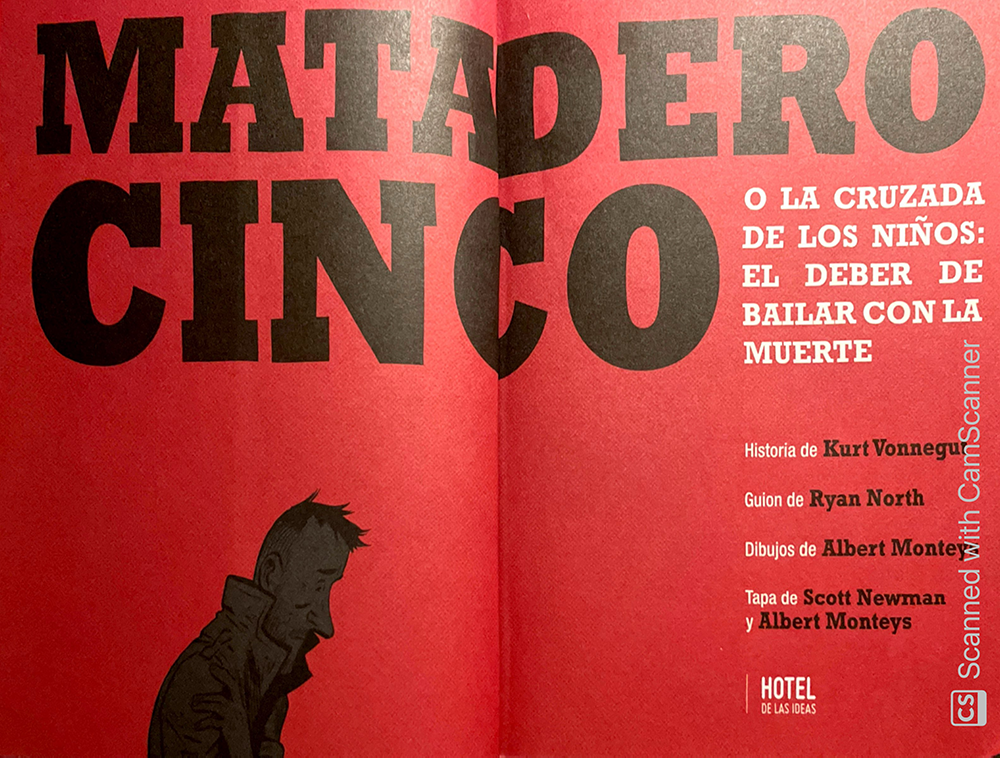 MATADERO
CINCO
O LA CRUZADA
DE LOS NIÑOS:
EL DEBER DE
BAILAR CON LA
MUERTE
Historia de Kurt Vonnegut
Guion de Ryan North
Dibujos de Albert Monteys
Tapa de Scott Newman
y Albert Monteys
HOTEL
DE LAS IDEAS
CS Scanned with CamScanner